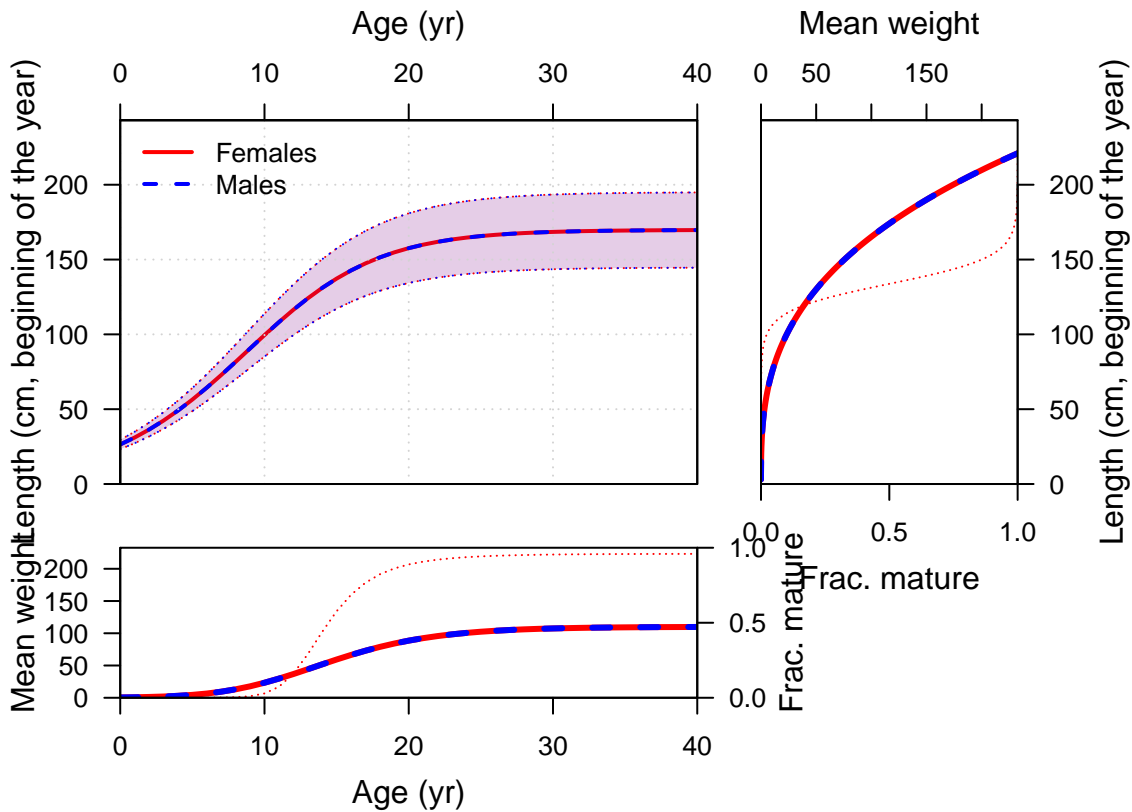 Age (yr)
0 10 20 30 40
Length (cm, beginning of the year)
200
150
100
50
0
Females
Males
Mean weight
0 50 150
Length (cm, beginning of the year)
200
150
100
50
0
0.0 0.5 1.0
Frac. mature
Mean weight
200
150
100
50
0
Frac. mature
1.0
0.5
0.0
0 10 20 30 40
Age (yr)